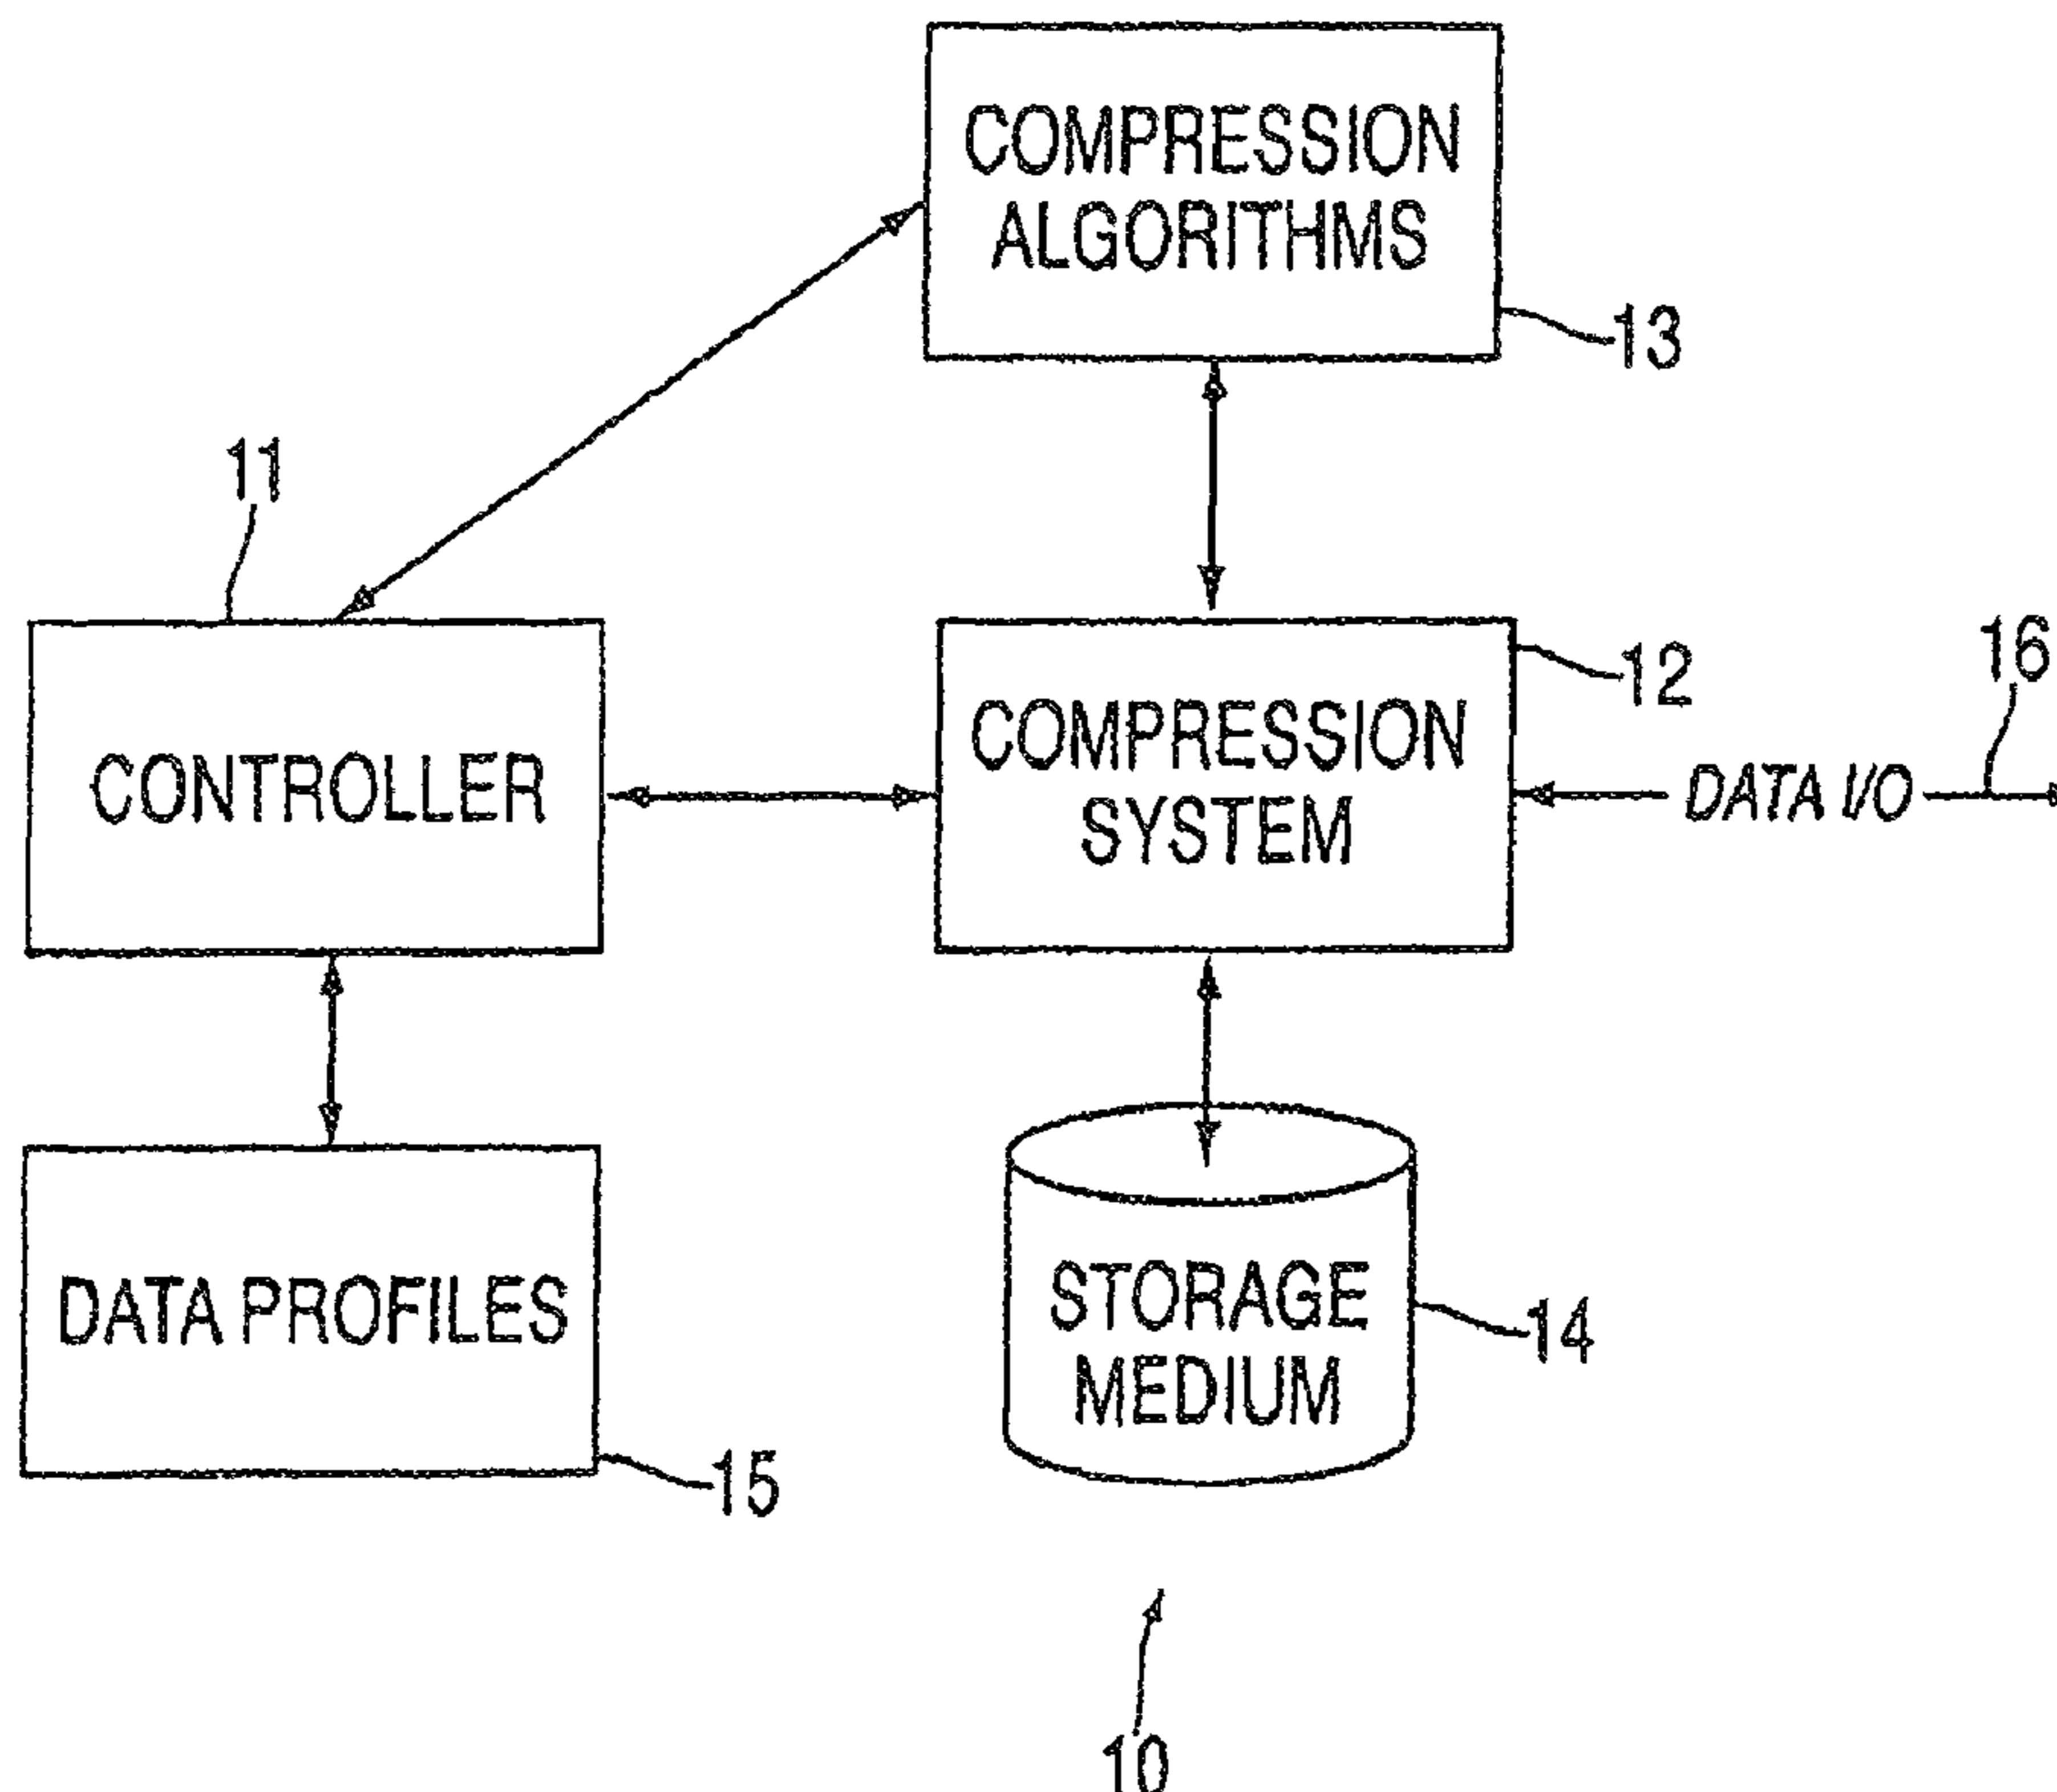 COMPRESSION
ALGORITHMS
13
11
12
16
CONTROLLER
COMPRESSION
SYSTEM
DATA I/O
DATA PROFILES
15
STORAGE
MEDIUM
14
10